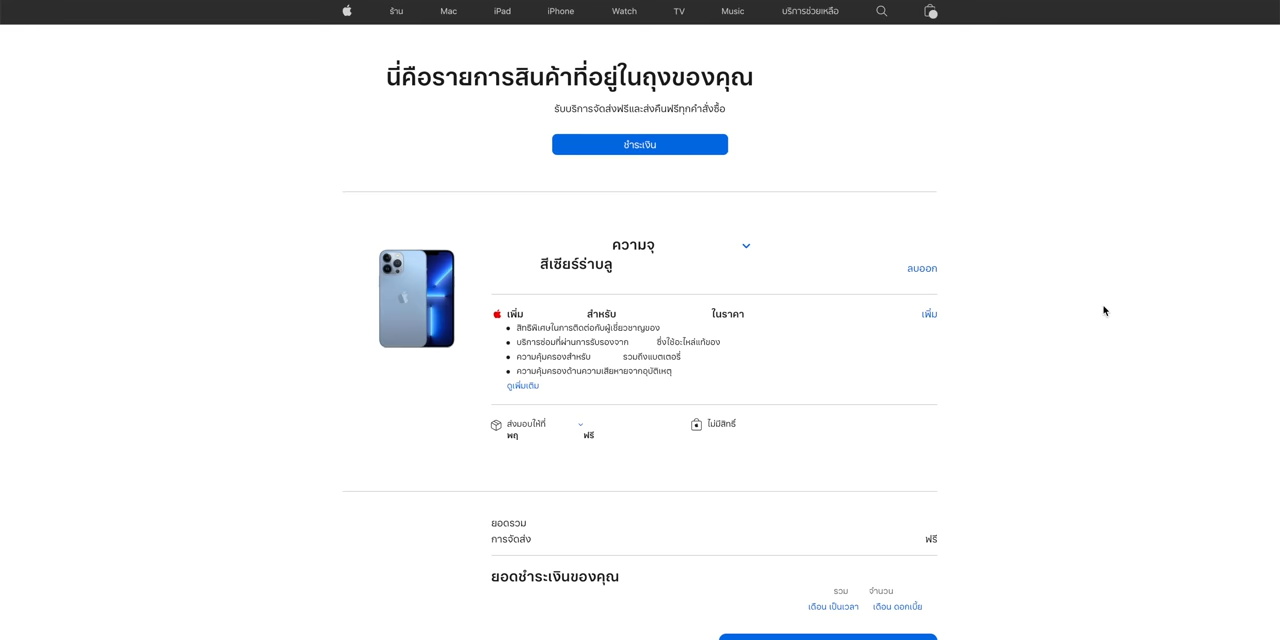 ร้าน Mac iPad iPhone Watch TV Music บริการช่วยเหลือ
นี่คือรายการสินค้าที่อยู่ในถุงของคุณ
รับบริการจัดส่งฟรีและส่งคืนฟรีทุกคำสั่งซื้อ
ชำระเงิน
ความจุ
สีเซียร์ร่าบลู
ลบออก
เพิ่ม สำหรับ ในราคา เพิ่ม
สิทธิพิเศษในการติดต่อกับผู้เชี่ยวชาญของ
บริการซ่อมที่ผ่านการรับรองจาก ซึ่งใช้อะไหล่แท้ของ
ความคุ้มครองสำหรับ รวมถึงแบตเตอรี่
ความคุ้มครองด้านความเสียหายจากอุบัติเหตุ
ดูเพิ่มเติม
ส่งมอบให้ที่ ไม่มีสิทธิ์
พฤ ฟรี
ยอดรวม
การจัดส่ง ฟรี
ยอดชำระเงินของคุณ
รวม จำนวน
เดือน เป็นเวลา เดือน ดอกเบี้ย